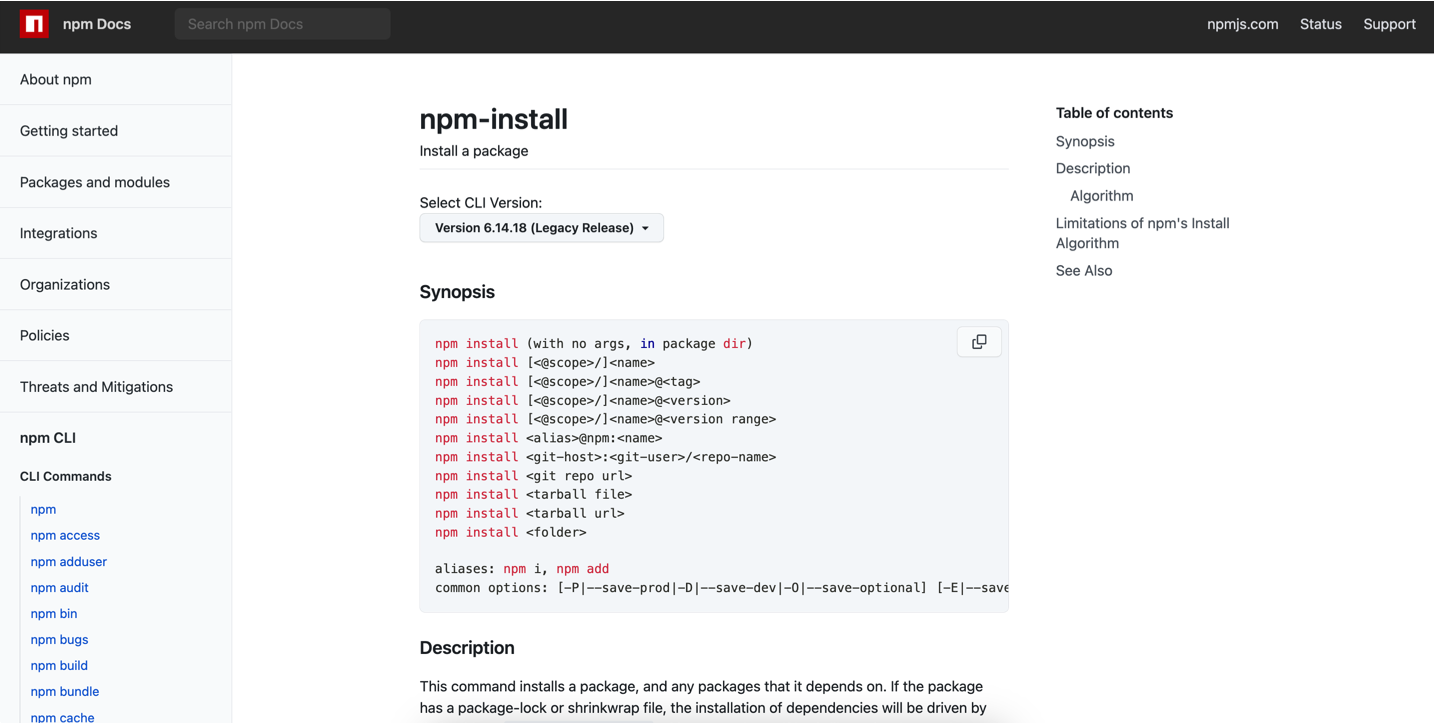 npm Docs
Search npm Docs
npmjs.com
Status
Support
About npm
Getting started
Packages and modules
Integrations
Organizations
Policies
Threats and Mitigations
npm CLI
CLI Commands
npm
npm access
npm adduser
npm audit
npm bin
npm bugs
npm build
npm bundle
npm cache
npm-install
Install a package
Select CLI Version:
Version 6.14.18 (Legacy Release)
Synopsis
npm install (with no args, in package dir)
npm install [<@scope>/]<name>
npm install [<@scope>/]<name>@<tag>
npm install [<@scope>/]<name>@<version>
npm install [<@scope>/]<name>@<version range>
npm install <alias>@npm:<name>
npm install <git-host>:<git-user>/<repo-name>
npm install <git repo url>
npm install <tarball file>
npm install <tarball url>
npm install <folder>
aliases: npm i, npm add
common options: [-P|--save-prod|-D|--save-dev|-O|--save-optional] [-E|--save
Description
This command installs a package, and any packages that it depends on. If the package
has a package-lock or shrinkwrap file, the installation of dependencies will be driven by
Table of contents
Synopsis
Description
Algorithm
Limitations of npm's Install
Algorithm
See Also